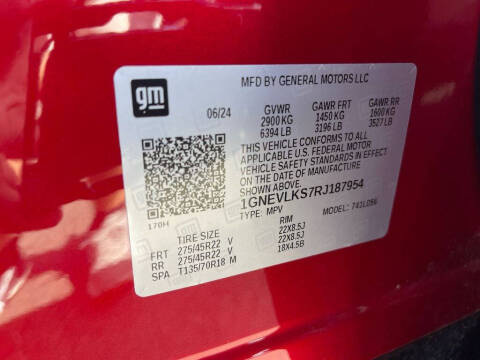 MFD BY GENERAL MOTORS LLC
gm
06/24 GVWR GAWR FRT GAWR RR
2900 KG 1450 KG 1600 KG
6394 LB 3196 LB 3527 LB
THIS VEHICLE CONFORMS TO ALL
APPLICABLE U.S. FEDERAL MOTOR
VEHICLE SAFETY STANDARDS IN EFFECT
ON THE DATE OF MANUFACTURE
SHOWN ABOVE.
1GNEVLKS7RJ187954
TYPE: MPV MODEL:
170H
TIRE SIZE RIM
FRT 275/45R22 V 22X8.5J
RR 275/45R22 V 22X8.5J
SPA T135/70R18 M 18X4.5B